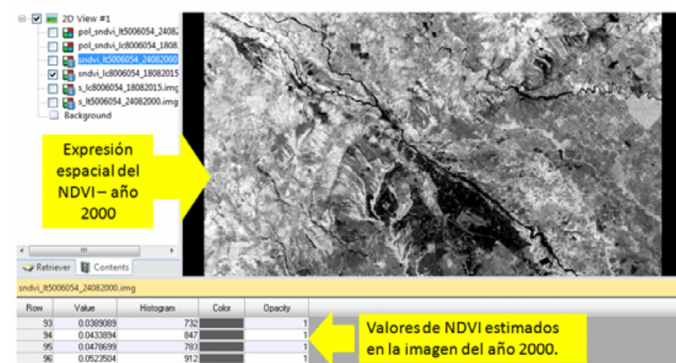 2D View #1
pol_sndvi_lt5006054_2408
pol_sndvi_lc8006054_1808
sndvi_lt5006054_24082000
sndvi_lc8006054_18082015
s_lc8006054_18082015.img
s_lt5006054_24082000.img
Background
Expresión
espacial del
NDVI – año
2000
Retriever Contents
sndvi_lt5006054_24082000.img
Row Value Histogram Color Opacity
93 0.0389089 732 1
94 0.0433894 847 1
95 0.0478699 783 1
96 0.0523504 912 1
Valores de NDVI estimados
en la imagen del año 2000.